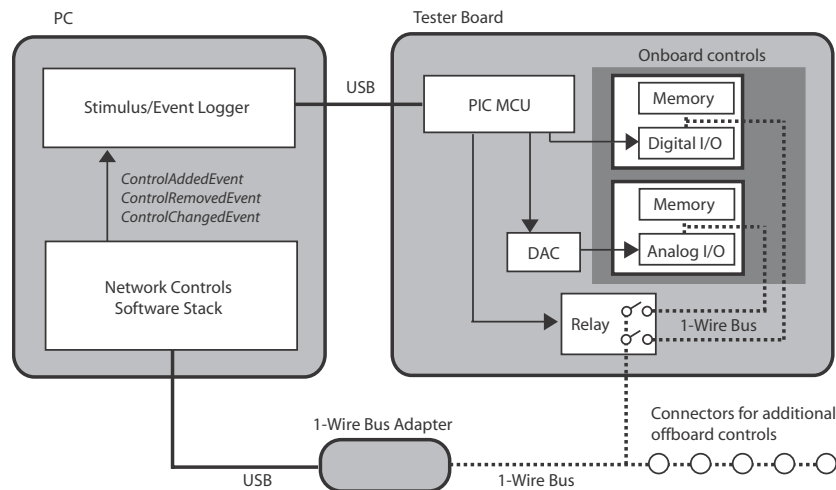 PC
Tester Board
Stimulus/Event Logger
USB
PIC MCU
Onboard controls
Memory
Digital I/O
ControlAddedEvent
ControlRemovedEvent
ControlChangedEvent
Memory
Analog I/O
DAC
Network Controls
Software Stack
Relay
1-Wire Bus
1-Wire Bus Adapter
Connectors for additional
offboard controls
USB
1-Wire Bus